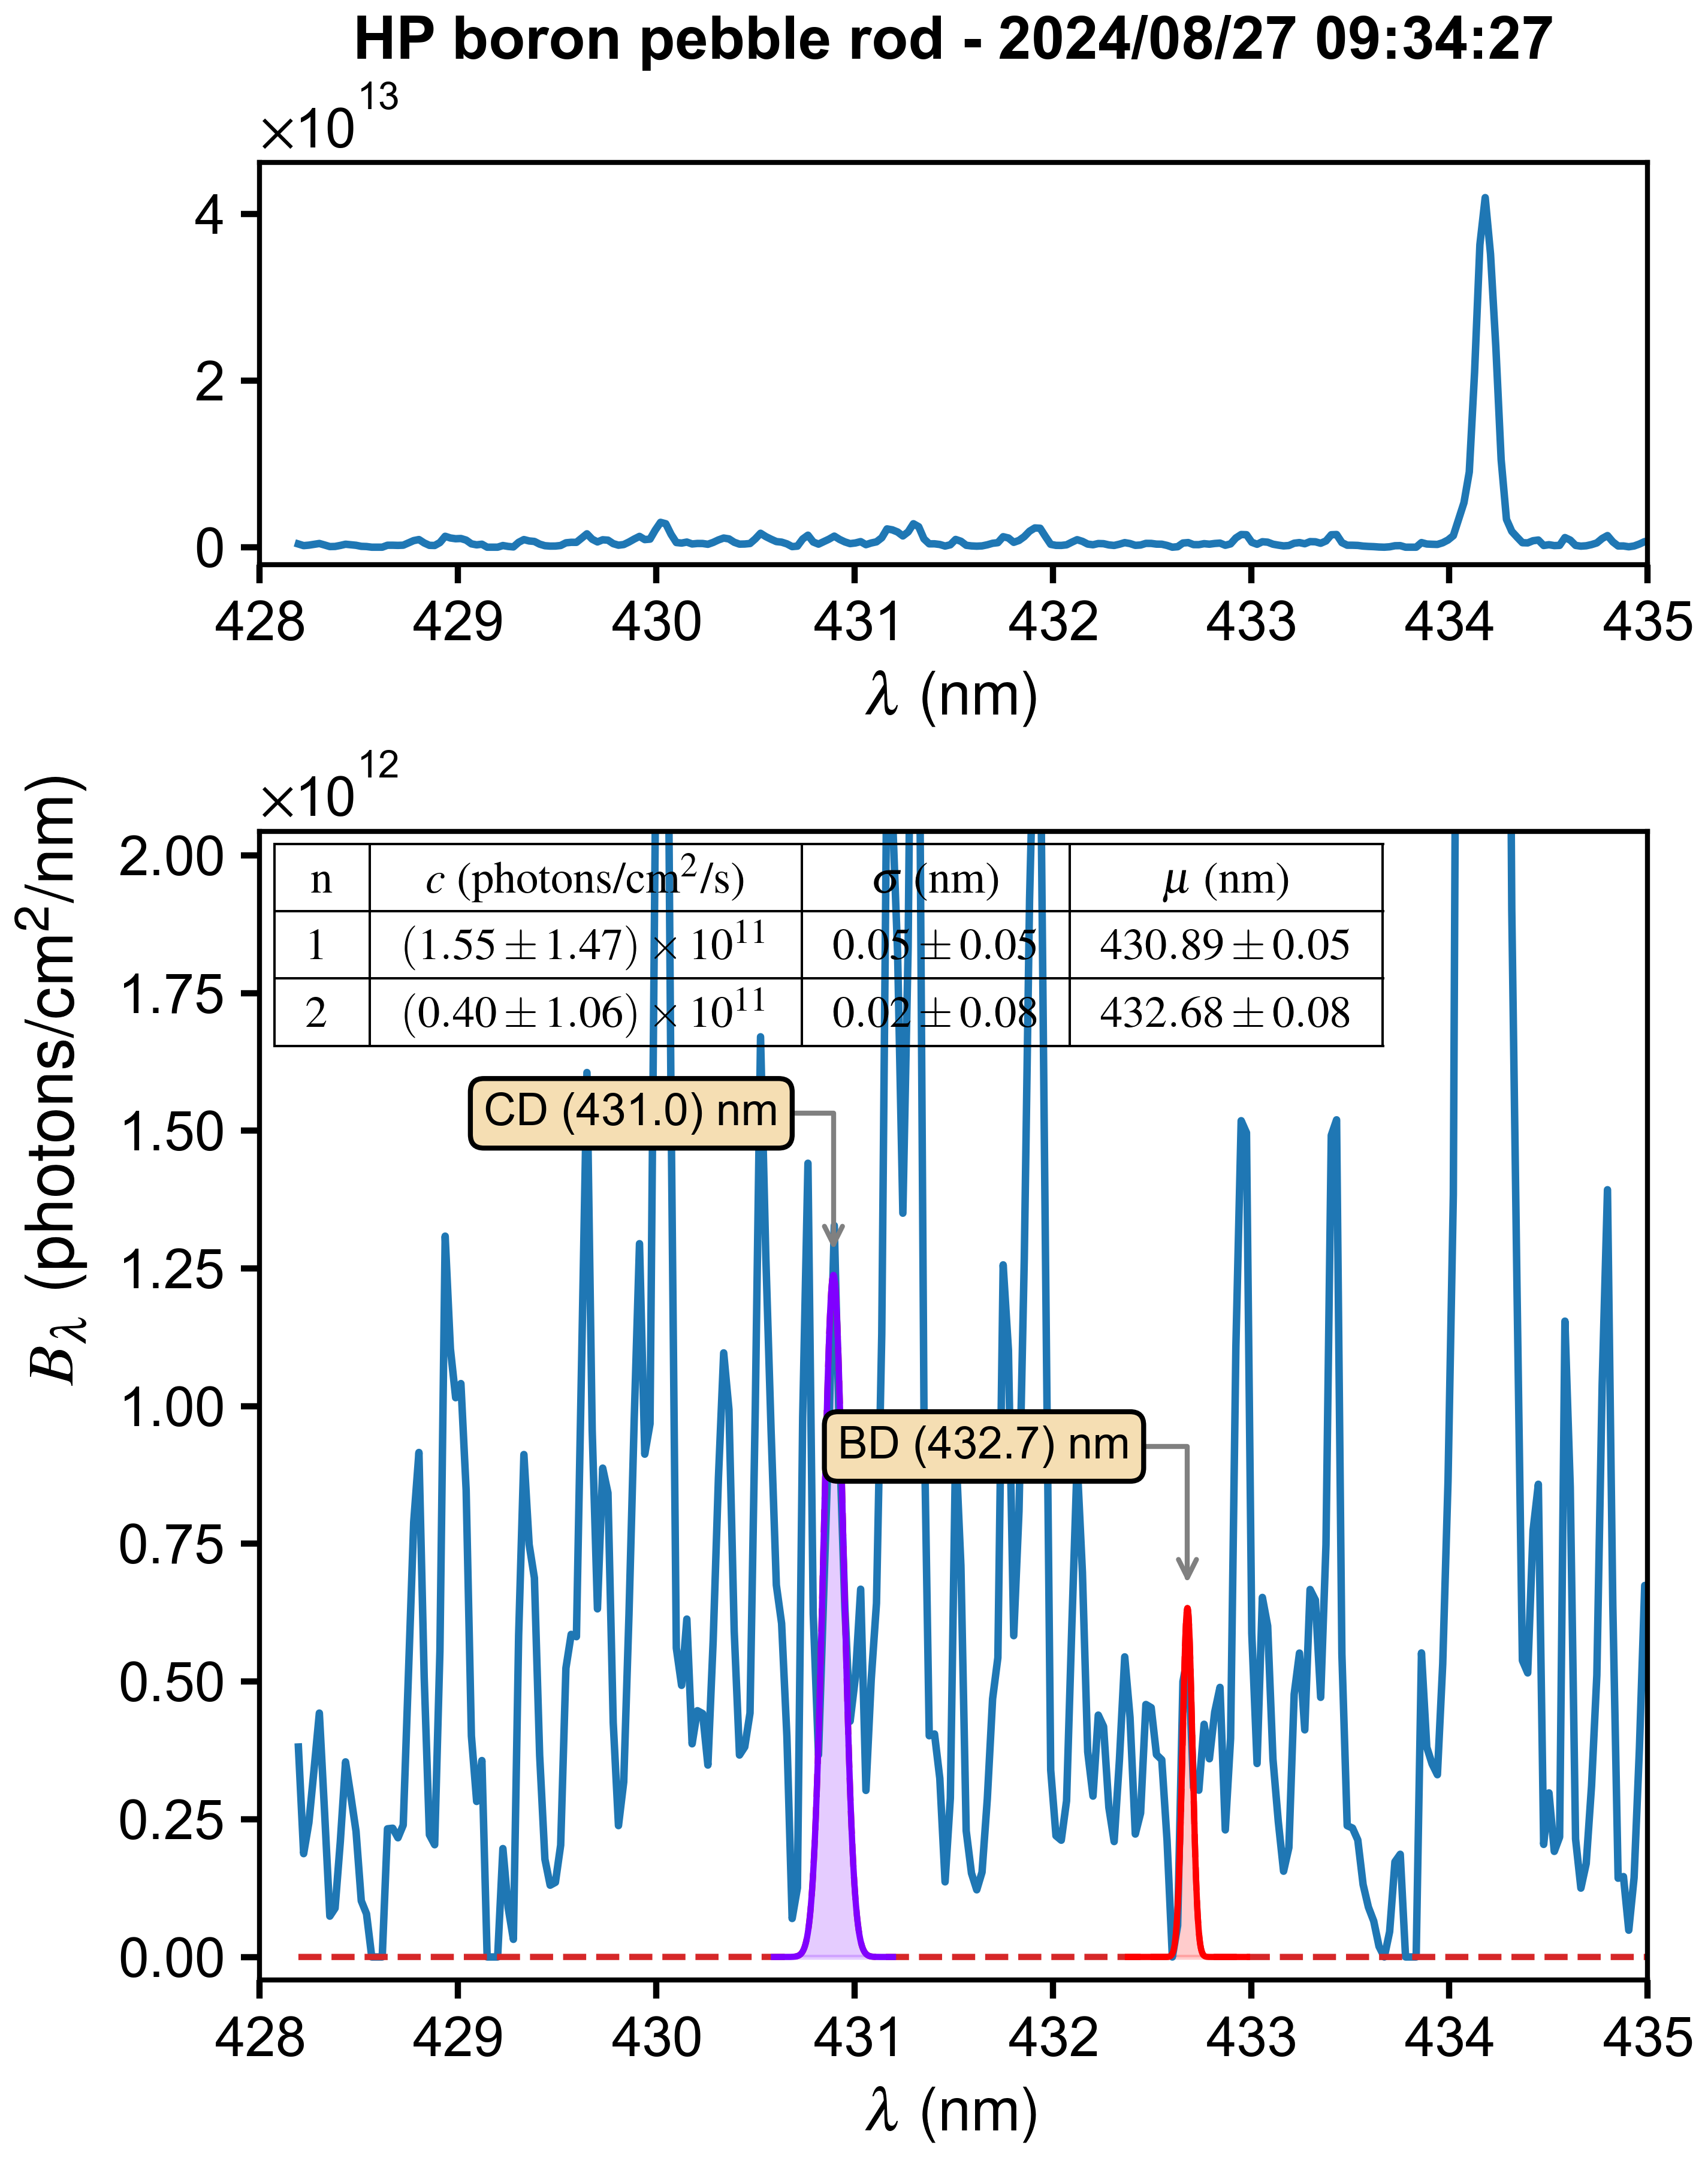 HP boron pebble rod - 2024/08/27 09:34:27
×10^13
4
2
0
428 429 430 431 432 433 434 435
λ (nm)
×10^12
B_λ (photons/cm²/nm)
2.00
1.75
1.50
1.25
1.00
0.75
0.50
0.25
0.00
n c (photons/cm²/s) σ (nm) μ (nm)
1 (1.55 ± 1.47) × 10^11 0.05 ± 0.05 430.89 ± 0.05
2 (0.40 ± 1.06) × 10^11 0.02 ± 0.08 432.68 ± 0.08
CD (431.0) nm
BD (432.7) nm
428 429 430 431 432 433 434 435
λ (nm)